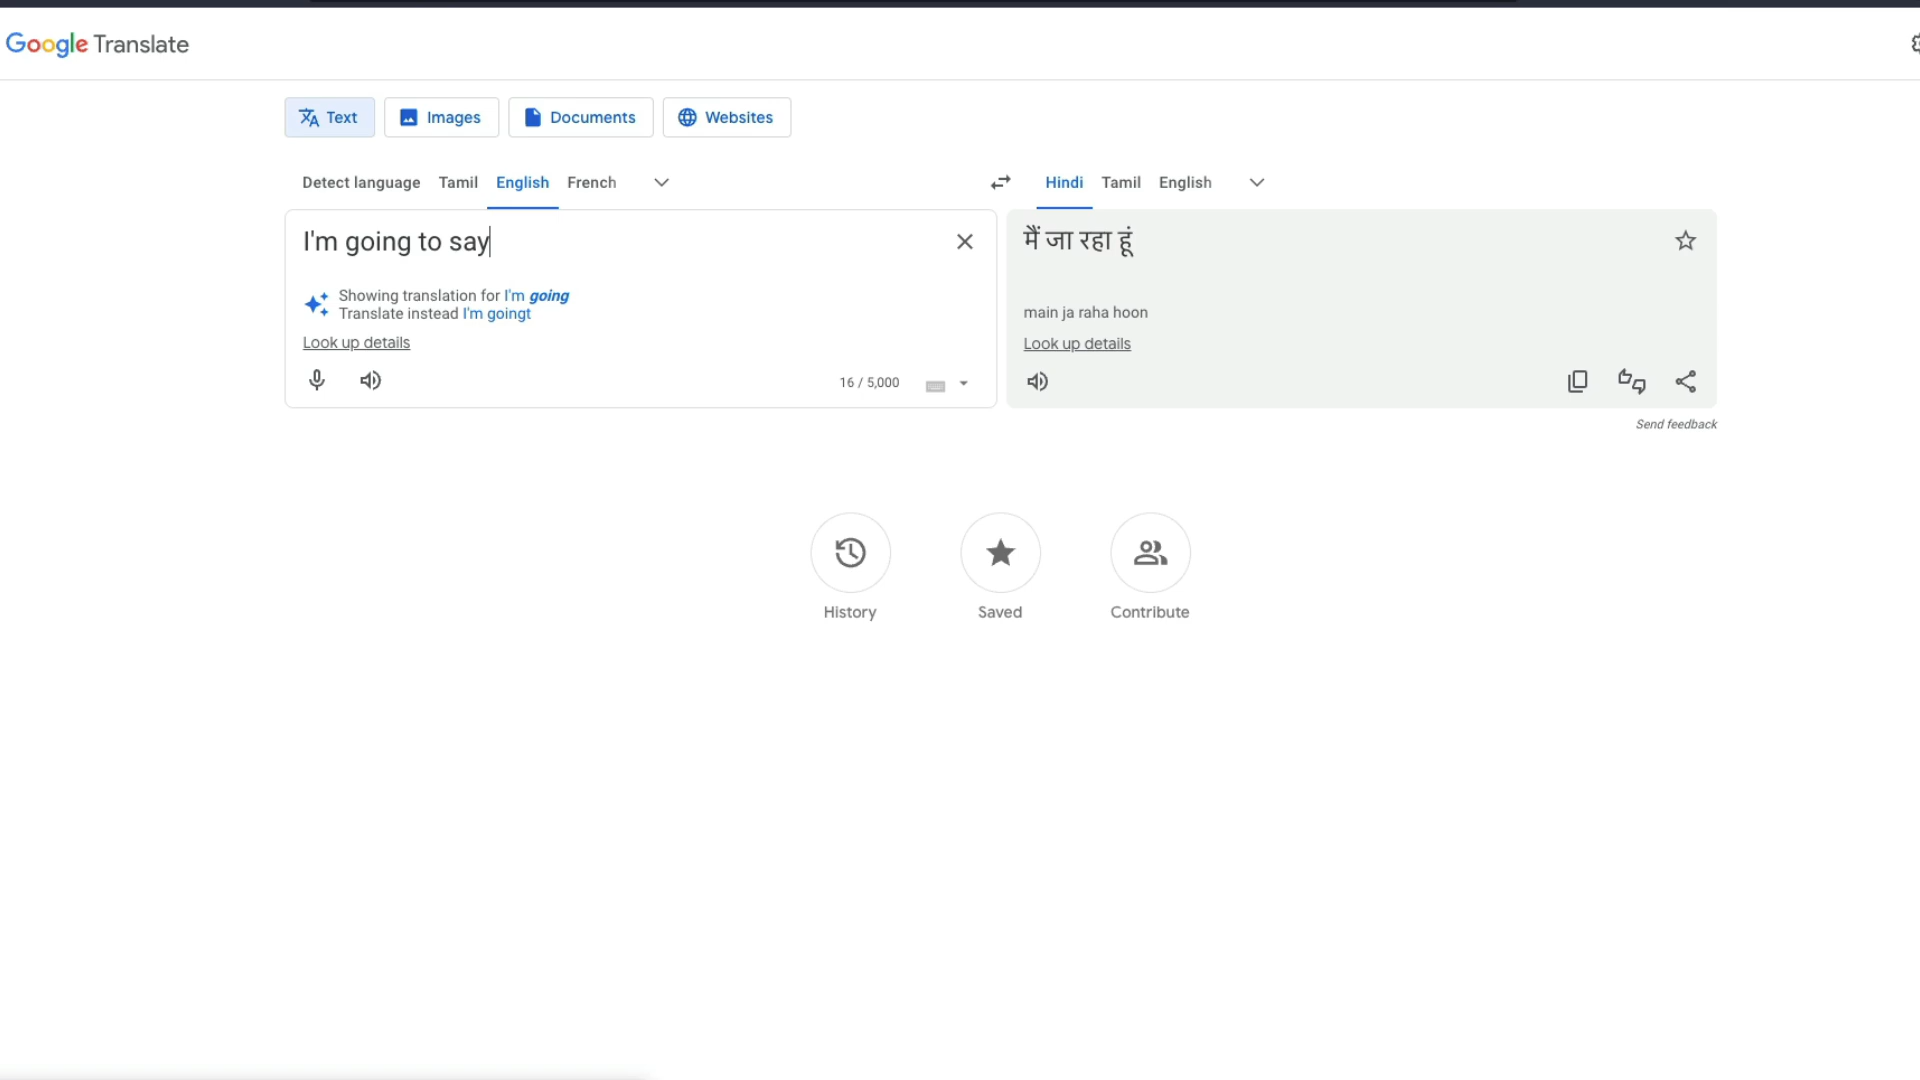 Google Translate
Text Images Documents Websites
Detect language Tamil English French Hindi Tamil English
I'm going to say
मैं जा रहा हूं
Showing translation for I'm going
Translate instead I'm goingt
main ja raha hoon
Look up details
Look up details
16 / 5,000
Send feedback
History Saved Contribute